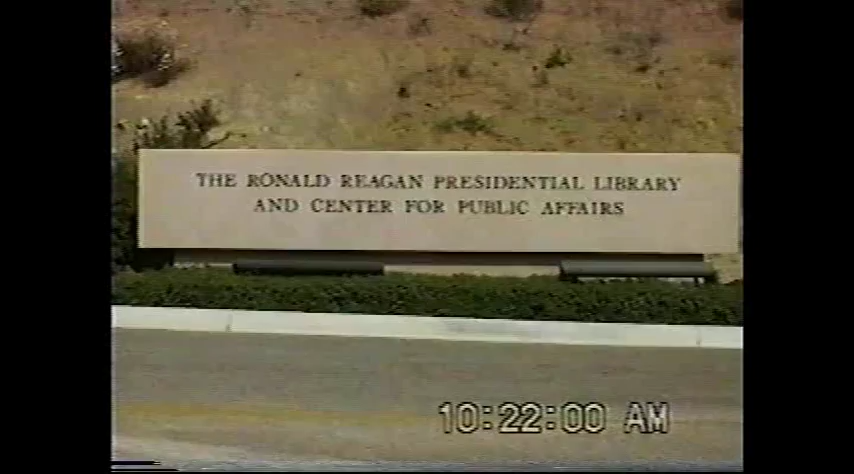 THE RONALD REAGAN PRESIDENTIAL LIBRARY
AND CENTER FOR PUBLIC AFFAIRS
10:22:00 AM